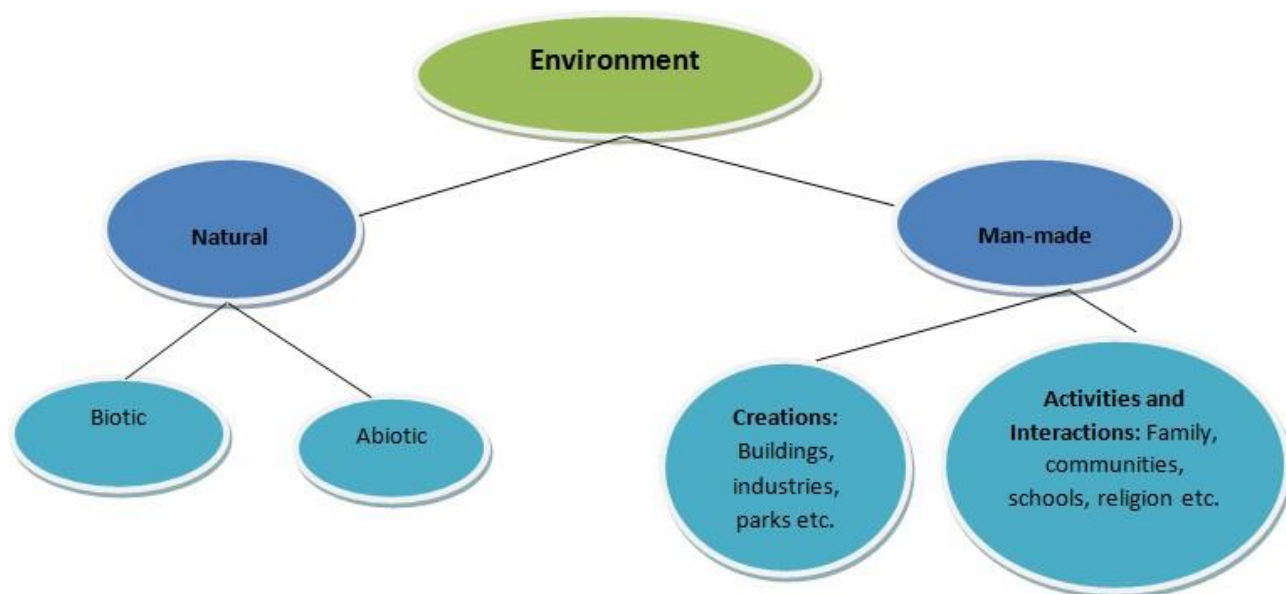 Environment
Natural
Man-made
Biotic
Abiotic
Creations:
Buildings,
industries,
parks etc.
Activities and
Interactions: Family,
communities,
schools, religion etc.